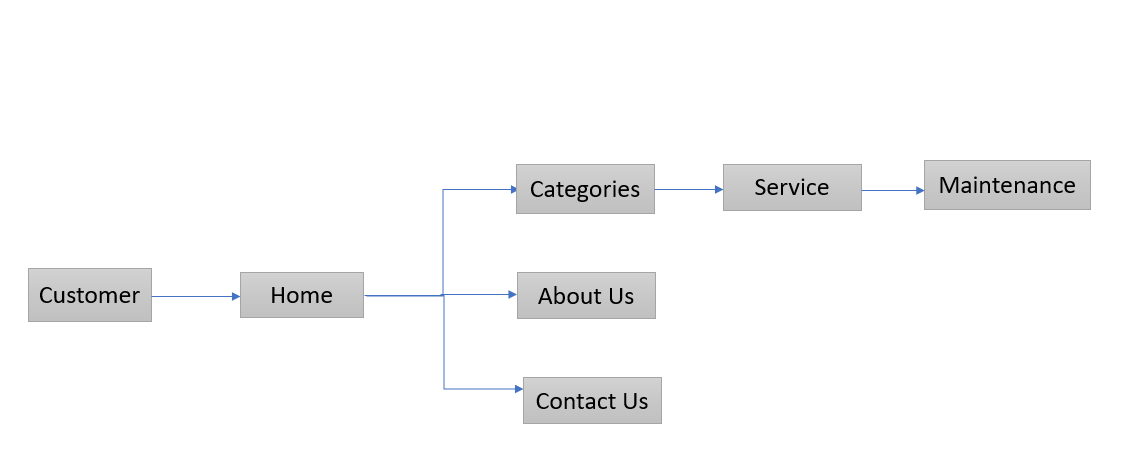 Categories
Service
Maintenance
Customer
Home
About Us
Contact Us